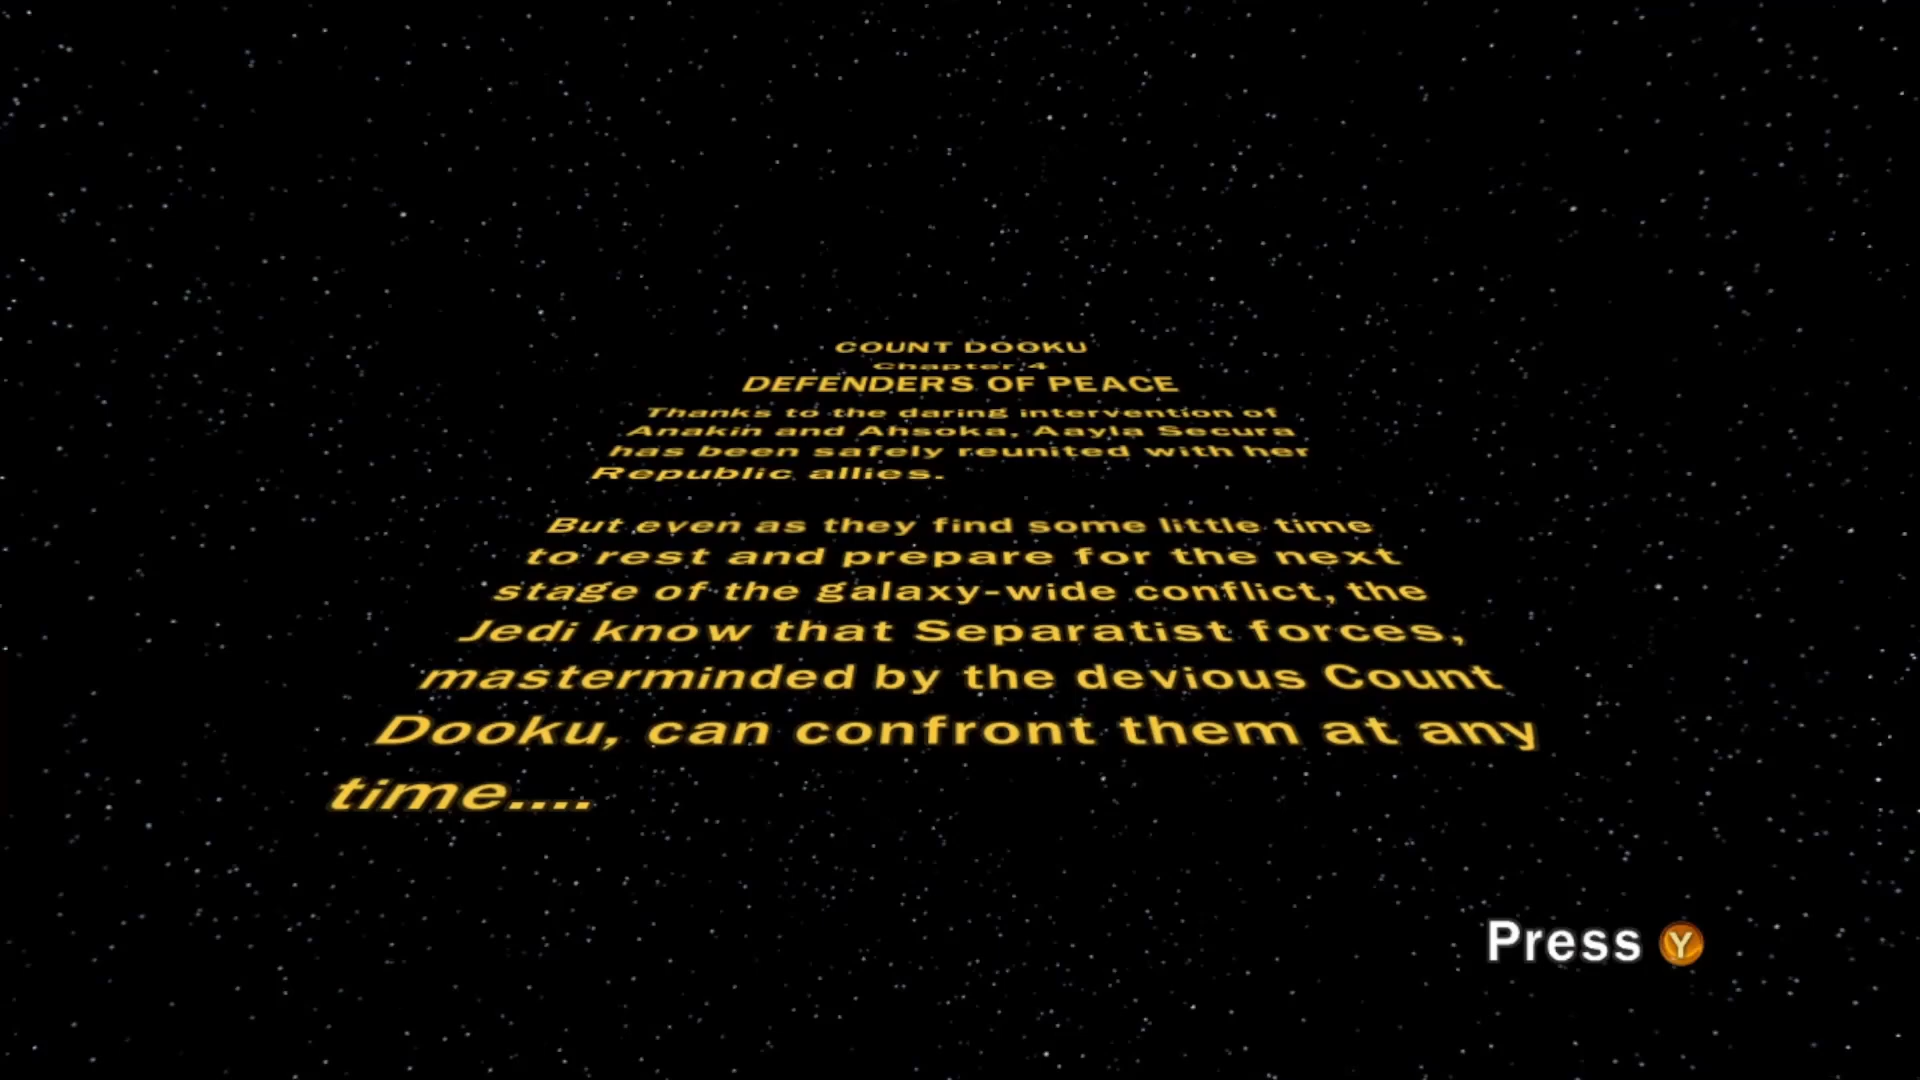 COUNT DOOKU
Chapter 4
DEFENDERS OF PEACE
Thanks to the daring intervention of
Anakin and Ahsoka, Aayla Secura
has been safely reunited with her
Republic allies.
But even as they find some little time
to rest and prepare for the next
stage of the galaxy-wide conflict, the
Jedi know that Separatist forces,
masterminded by the devious Count
Dooku, can confront them at any
time....
Press Y